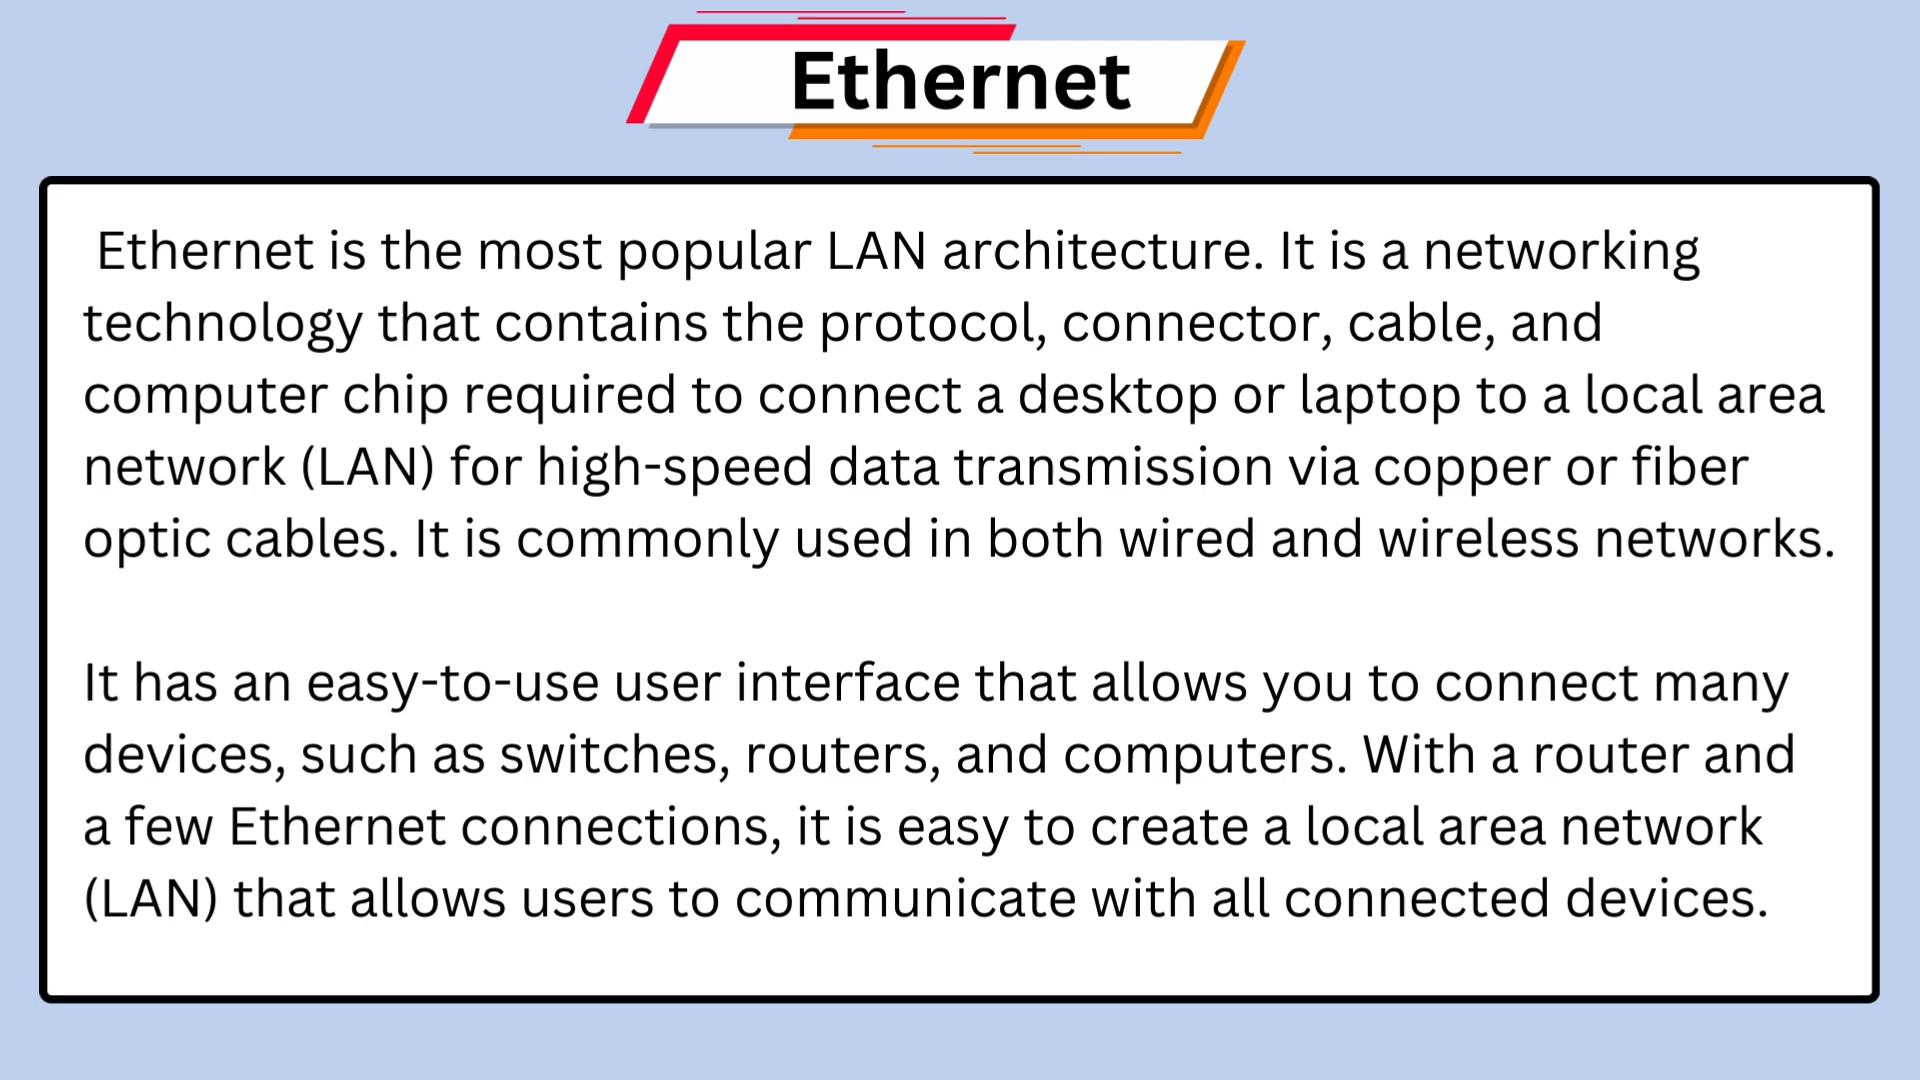 Ethernet
Ethernet is the most popular LAN architecture. It is a networking
technology that contains the protocol, connector, cable, and
computer chip required to connect a desktop or laptop to a local area
network (LAN) for high-speed data transmission via copper or fiber
optic cables. It is commonly used in both wired and wireless networks.
It has an easy-to-use user interface that allows you to connect many
devices, such as switches, routers, and computers. With a router and
a few Ethernet connections, it is easy to create a local area network
(LAN) that allows users to communicate with all connected devices.